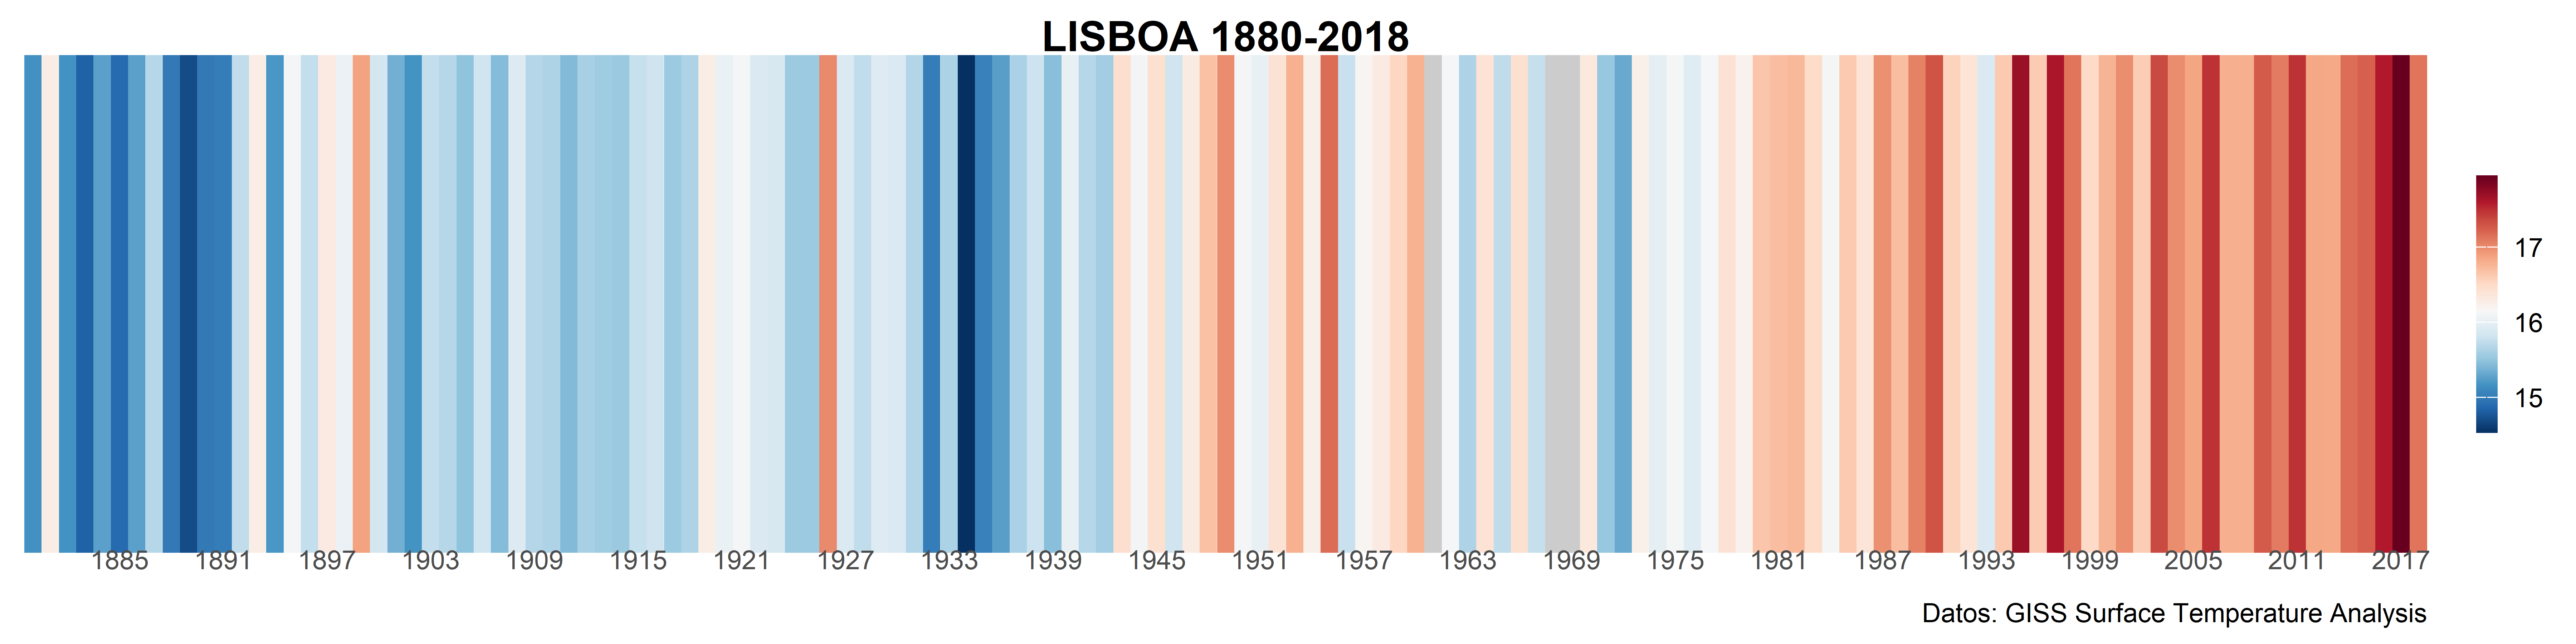 LISBOA 1880-2018
17
16
15
1885 1891 1897 1903 1909 1915 1921 1927 1933 1939 1945 1951 1957 1963 1969 1975 1981 1987 1993 1999 2005 2011 2017
Datos: GISS Surface Temperature Analysis